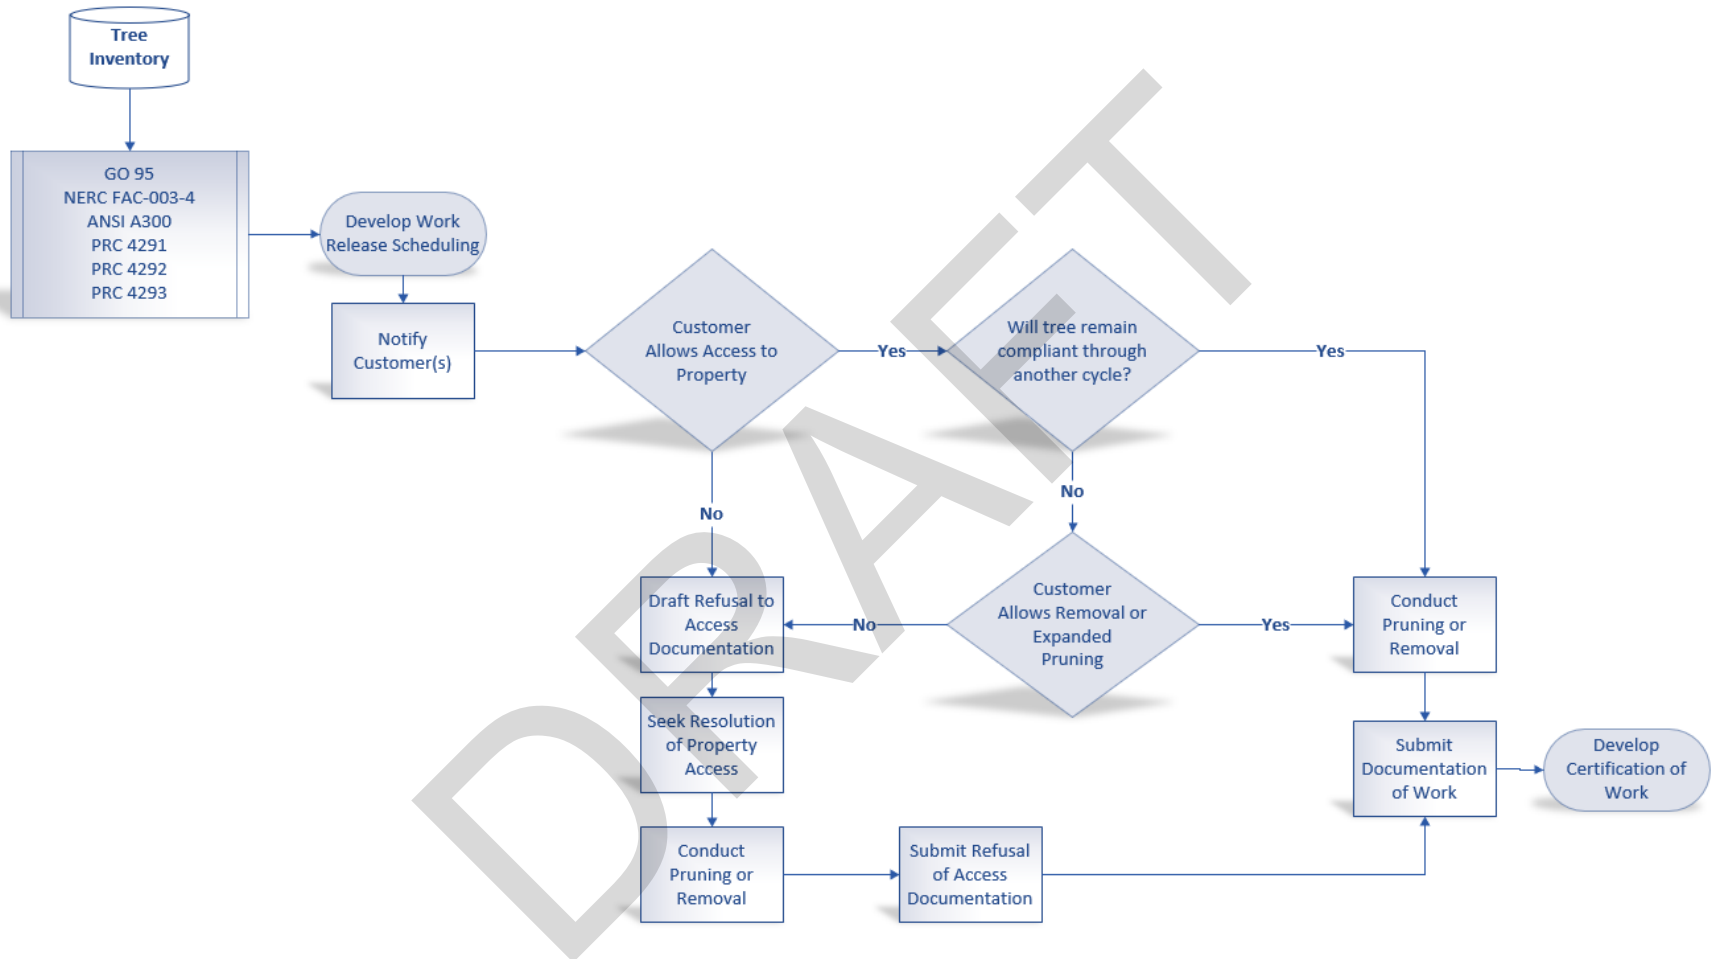 Tree
Inventory
GO 95
NERC FAC-003-4
ANSI A300
PRC 4291
PRC 4292
PRC 4293
Develop Work
Release Scheduling
Notify
Customer(s)
Customer
Allows Access to
Property
Yes
Will tree remain
compliant through
another cycle?
Yes
No
No
Draft Refusal to
Access
Documentation
No
Customer
Allows Removal or
Expanded
Pruning
Yes
Conduct
Pruning or
Removal
Seek Resolution
of Property
Access
Submit
Documentation
of Work
Develop
Certification of
Work
Conduct
Pruning or
Removal
Submit Refusal
of Access
Documentation
DRAFT